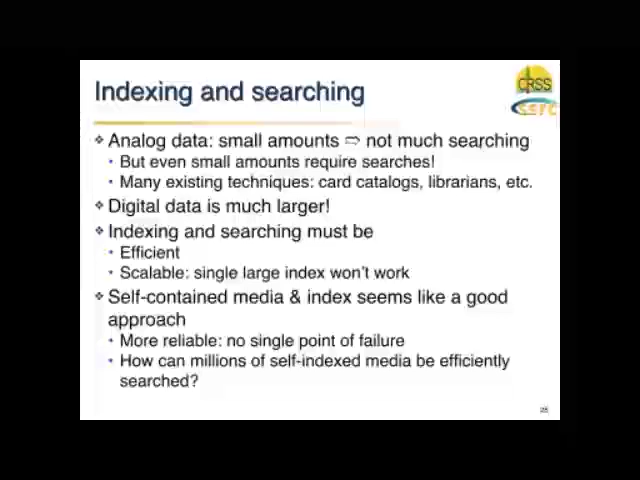 Indexing and searching
CRSS
SSRC
❖ Analog data: small amounts ⇨ not much searching
• But even small amounts require searches!
• Many existing techniques: card catalogs, librarians, etc.
❖ Digital data is much larger!
❖ Indexing and searching must be
• Efficient
• Scalable: single large index won't work
❖ Self-contained media & index seems like a good
approach
• More reliable: no single point of failure
• How can millions of self-indexed media be efficiently
searched?